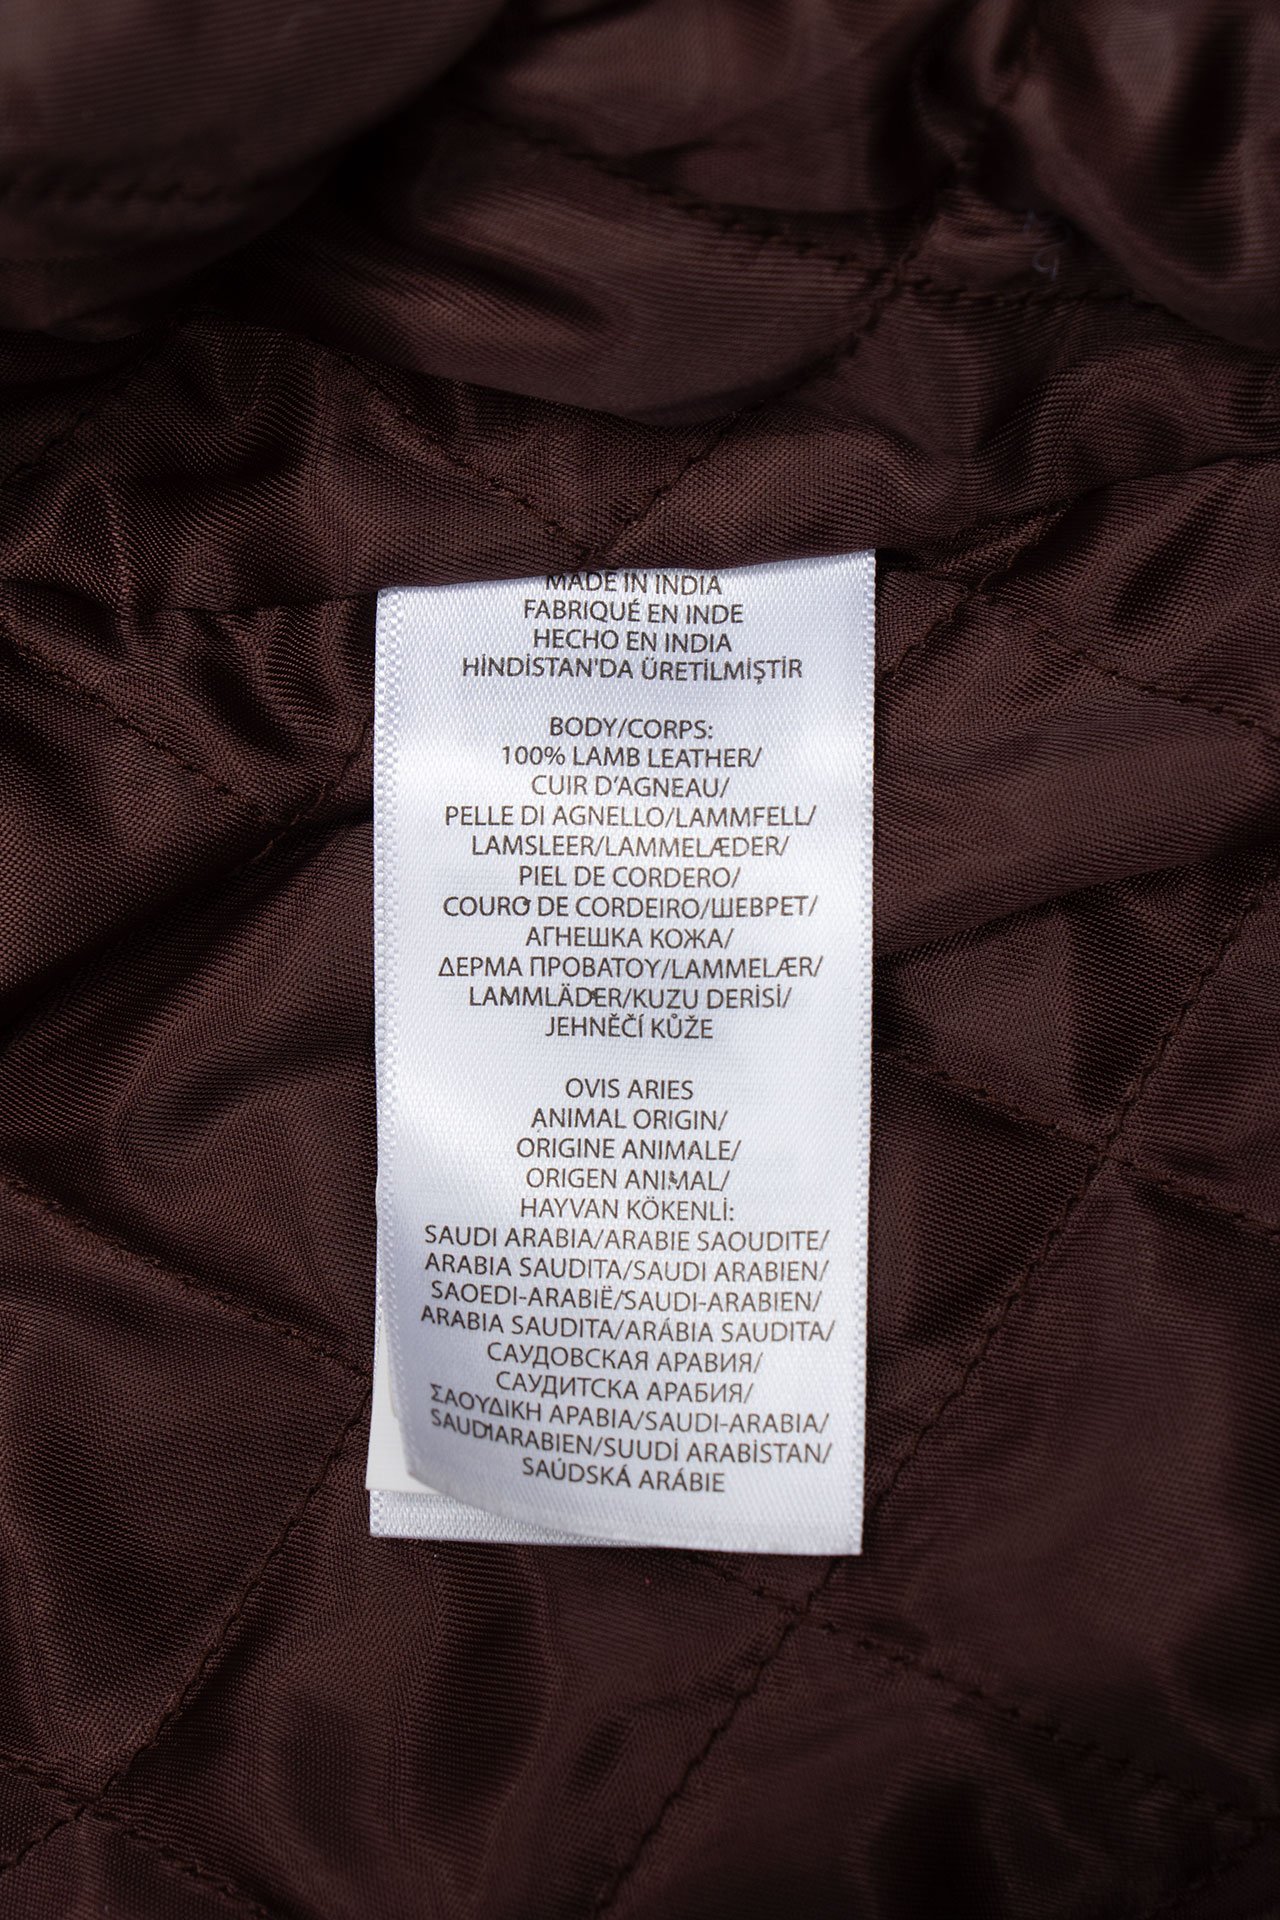 MADE IN INDIA
FABRIQUÉ EN INDE
HECHO EN INDIA
HİNDİSTAN'DA ÜRETİLMİŞTİR
BODY/CORPS:
100% LAMB LEATHER/
CUIR D'AGNEAU/
PELLE DI AGNELLO/LAMMFELL/
LAMSLEER/LAMMELÆDER/
PIEL DE CORDERO/
COURO DE CORDEIRO/ШЕВРЕТ/
АГНЕШКА КОЖА/
ΔΕΡΜΑ ΠΡΟΒΑΤΟΥ/LAMMELÆR/
LAMMLÄDER/KUZU DERİSİ/
JEHNĚČÍ KŮŽE
OVIS ARIES
ANIMAL ORIGIN/
ORIGINE ANIMALE/
ORIGEN ANIMAL/
HAYVAN KÖKENLİ:
SAUDI ARABIA/ARABIE SAOUDITE/
ARABIA SAUDITA/SAUDI ARABIEN/
SAOEDI-ARABIË/SAUDI-ARABIEN/
ARABIA SAUDITA/ARÁBIA SAUDITA/
САУДОВСКАЯ АРАВИЯ/
САУДИТСКА АРАБИЯ/
ΣΑΟΥΔΙΚΗ ΑΡΑΒΙΑ/SAUDI-ARABIA/
SAUDIARABIEN/SUUDİ ARABİSTAN/
SAÚDSKÁ ARÁBIE